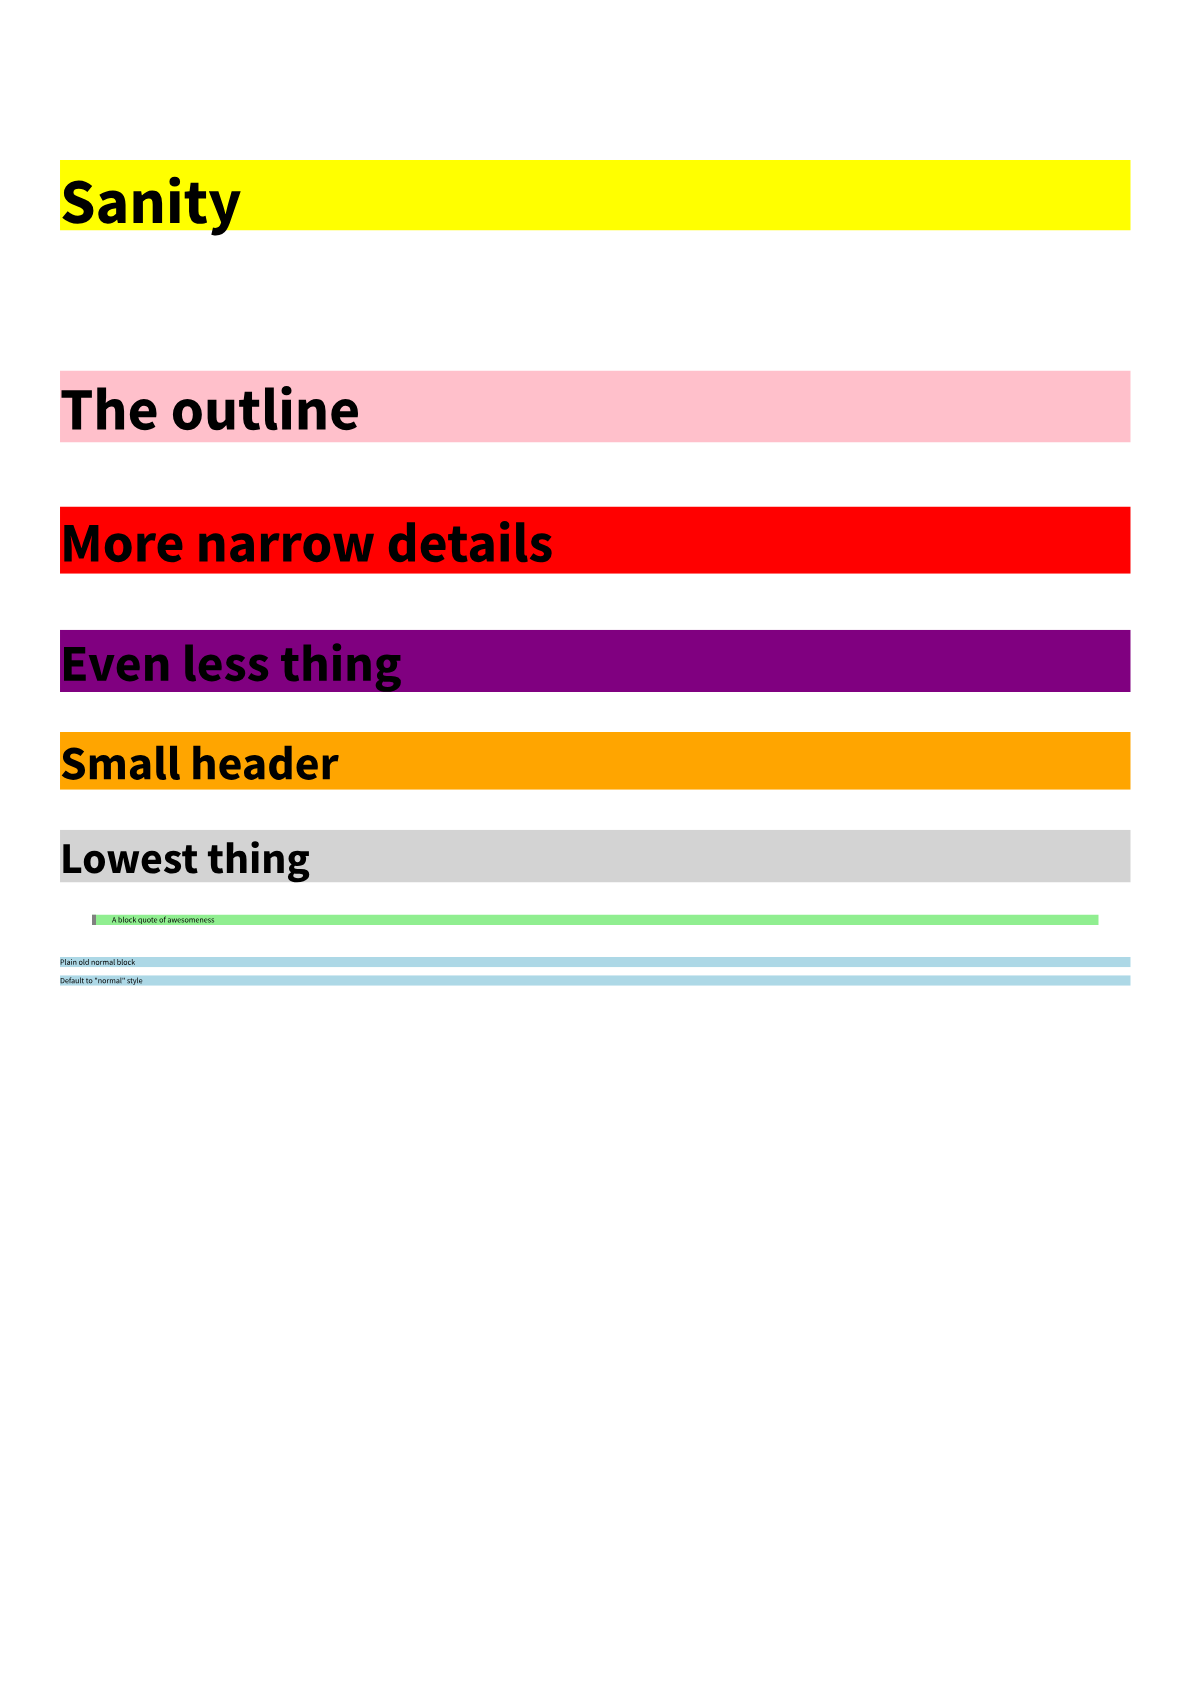 Sanity
The outline
More narrow details
Even less thing
Small header
Lowest thing
A block quote of awesomeness
Plain old normal block
Default to "normal" style